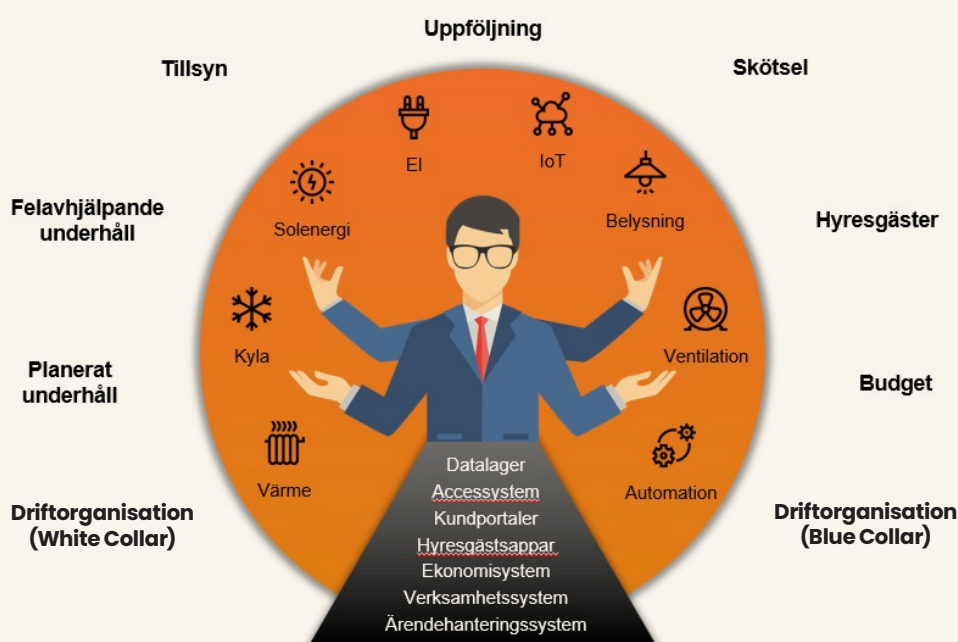 Uppföljning
Tillsyn
Skötsel
El
IoT
Solenergi
Belysning
Felavhjälpande
underhåll
Hyresgäster
Kyla
Ventilation
Planerat
underhåll
Budget
Värme
Automation
Datalager
Accessystem
Kundportaler
Hyresgästsappar
Ekonomisystem
Verksamhetssystem
Ärendehanteringssystem
Driftorganisation
(White Collar)
Driftorganisation
(Blue Collar)